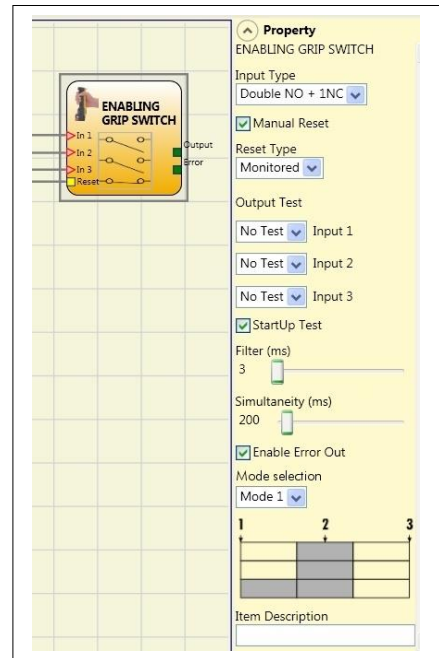 ENABLING
GRIP SWITCH
In 1
In 2
In 3
Reset
Output
Error
Property
ENABLING GRIP SWITCH
Input Type
Double NO + 1NC
Manual Reset
Reset Type
Monitored
Output Test
No Test Input 1
No Test Input 2
No Test Input 3
StartUp Test
Filter (ms)
3
Simultaneity (ms)
200
Enable Error Out
Mode selection
Mode 1
1 2 3
Item Description